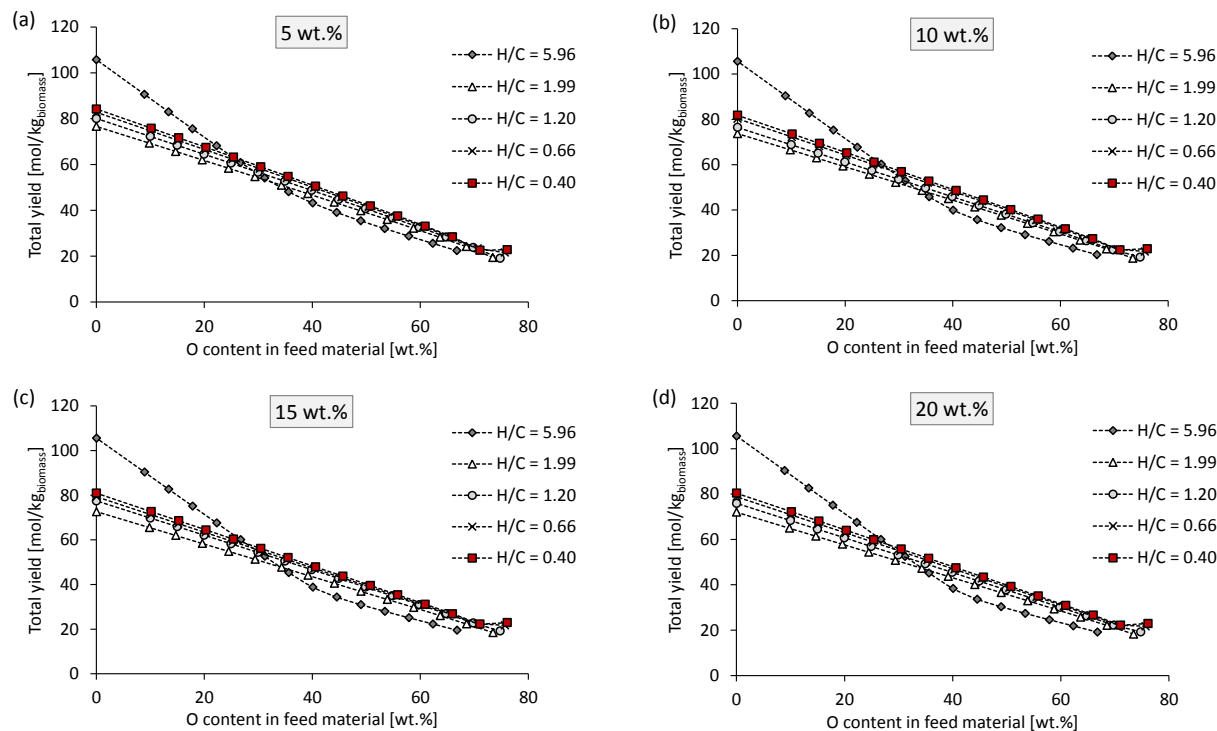 (a)
5 wt.%
120
100
80
60
40
20
0
Total yield [mol/kgbiomass]
0 20 40 60 80
O content in feed material [wt.%]
H/C = 5.96
H/C = 1.99
H/C = 1.20
H/C = 0.66
H/C = 0.40
(b)
10 wt.%
120
100
80
60
40
20
0
Total yield [mol/kgbiomass]
0 20 40 60 80
O content in feed material [wt.%]
H/C = 5.96
H/C = 1.99
H/C = 1.20
H/C = 0.66
H/C = 0.40
(c)
15 wt.%
120
100
80
60
40
20
0
Total yield [mol/kgbiomass]
0 20 40 60 80
O content in feed material [wt.%]
H/C = 5.96
H/C = 1.99
H/C = 1.20
H/C = 0.66
H/C = 0.40
(d)
20 wt.%
120
100
80
60
40
20
0
Total yield [mol/kgbiomass]
0 20 40 60 80
O content in feed material [wt.%]
H/C = 5.96
H/C = 1.99
H/C = 1.20
H/C = 0.66
H/C = 0.40